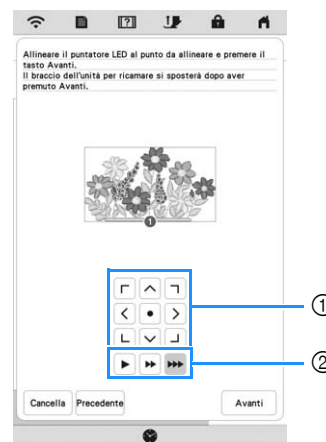 Allineare il puntatore LED al punto da allineare e premere il
tasto Avanti.
Il braccio dell'unità per ricamare si sposterà dopo aver
premuto Avanti.
1
①
②
Cancella Precedente Avanti